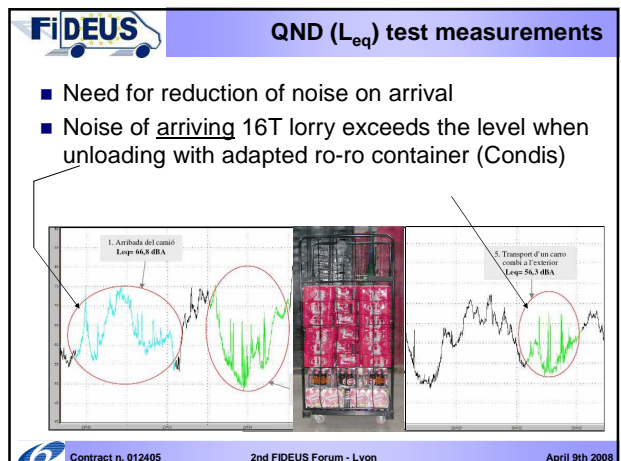 FiDEUS
QND (Leq) test measurements
■ Need for reduction of noise on arrival
■ Noise of arriving 16T lorry exceeds the level when
unloading with adapted ro-ro container (Condis)
1. Arribada del camió
Leq= 66,8 dBA
5. Transport d'un carro
combi a l'exterior
Leq= 56,3 dBA
6
Contract n. 012405
2nd FIDEUS Forum - Lyon
April 9th 2008